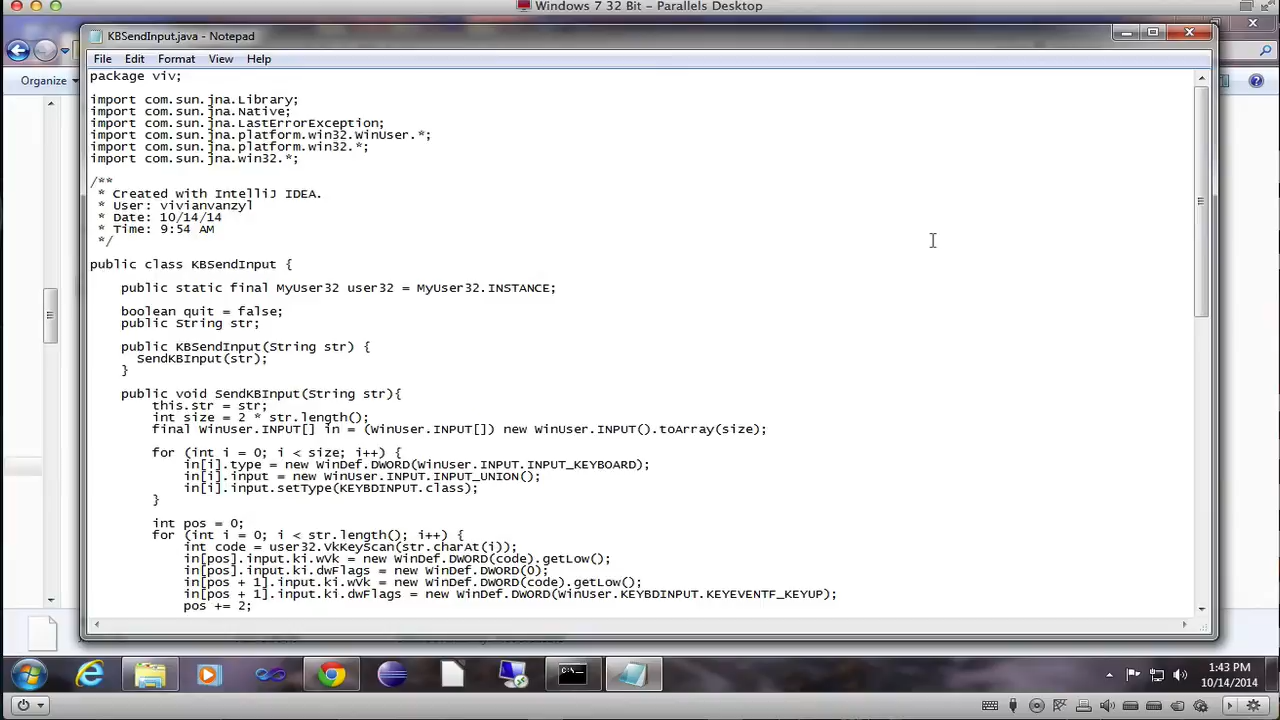 Windows 7 32 Bit - Parallels Desktop
KBSendInput.java - Notepad
File Edit Format View Help
Organize
package viv;
import com.sun.jna.Library;
import com.sun.jna.Native;
import com.sun.jna.LastErrorException;
import com.sun.jna.platform.win32.WinUser.*;
import com.sun.jna.platform.win32.*;
import com.sun.jna.win32.*;
/**
* Created with IntelliJ IDEA.
* User: vivianvanzyl
* Date: 10/14/14
* Time: 9:54 AM
*/
public class KBSendInput {
public static final MyUser32 user32 = MyUser32.INSTANCE;
boolean quit = false;
public String str;
public KBSendInput(String str) {
SendKBInput(str);
}
public void SendKBInput(String str){
this.str = str;
int size = 2 * str.length();
final WinUser.INPUT[] in = (WinUser.INPUT[]) new WinUser.INPUT().toArray(size);
for (int i = 0; i < size; i++) {
in[i].type = new WinDef.DWORD(WinUser.INPUT.INPUT_KEYBOARD);
in[i].input = new WinUser.INPUT.INPUT_UNION();
in[i].input.setType(KEYBDINPUT.class);
}
int pos = 0;
for (int i = 0; i < str.length(); i++) {
int code = user32.VkKeyScan(str.charAt(i));
in[pos].input.ki.wVk = new WinDef.DWORD(code).getLow();
in[pos].input.ki.dwFlags = new WinDef.DWORD(0);
in[pos + 1].input.ki.wVk = new WinDef.DWORD(code).getLow();
in[pos + 1].input.ki.dwFlags = new WinDef.DWORD(WinUser.KEYBDINPUT.KEYEVENTF_KEYUP);
pos += 2;
1:43 PM
10/14/2014